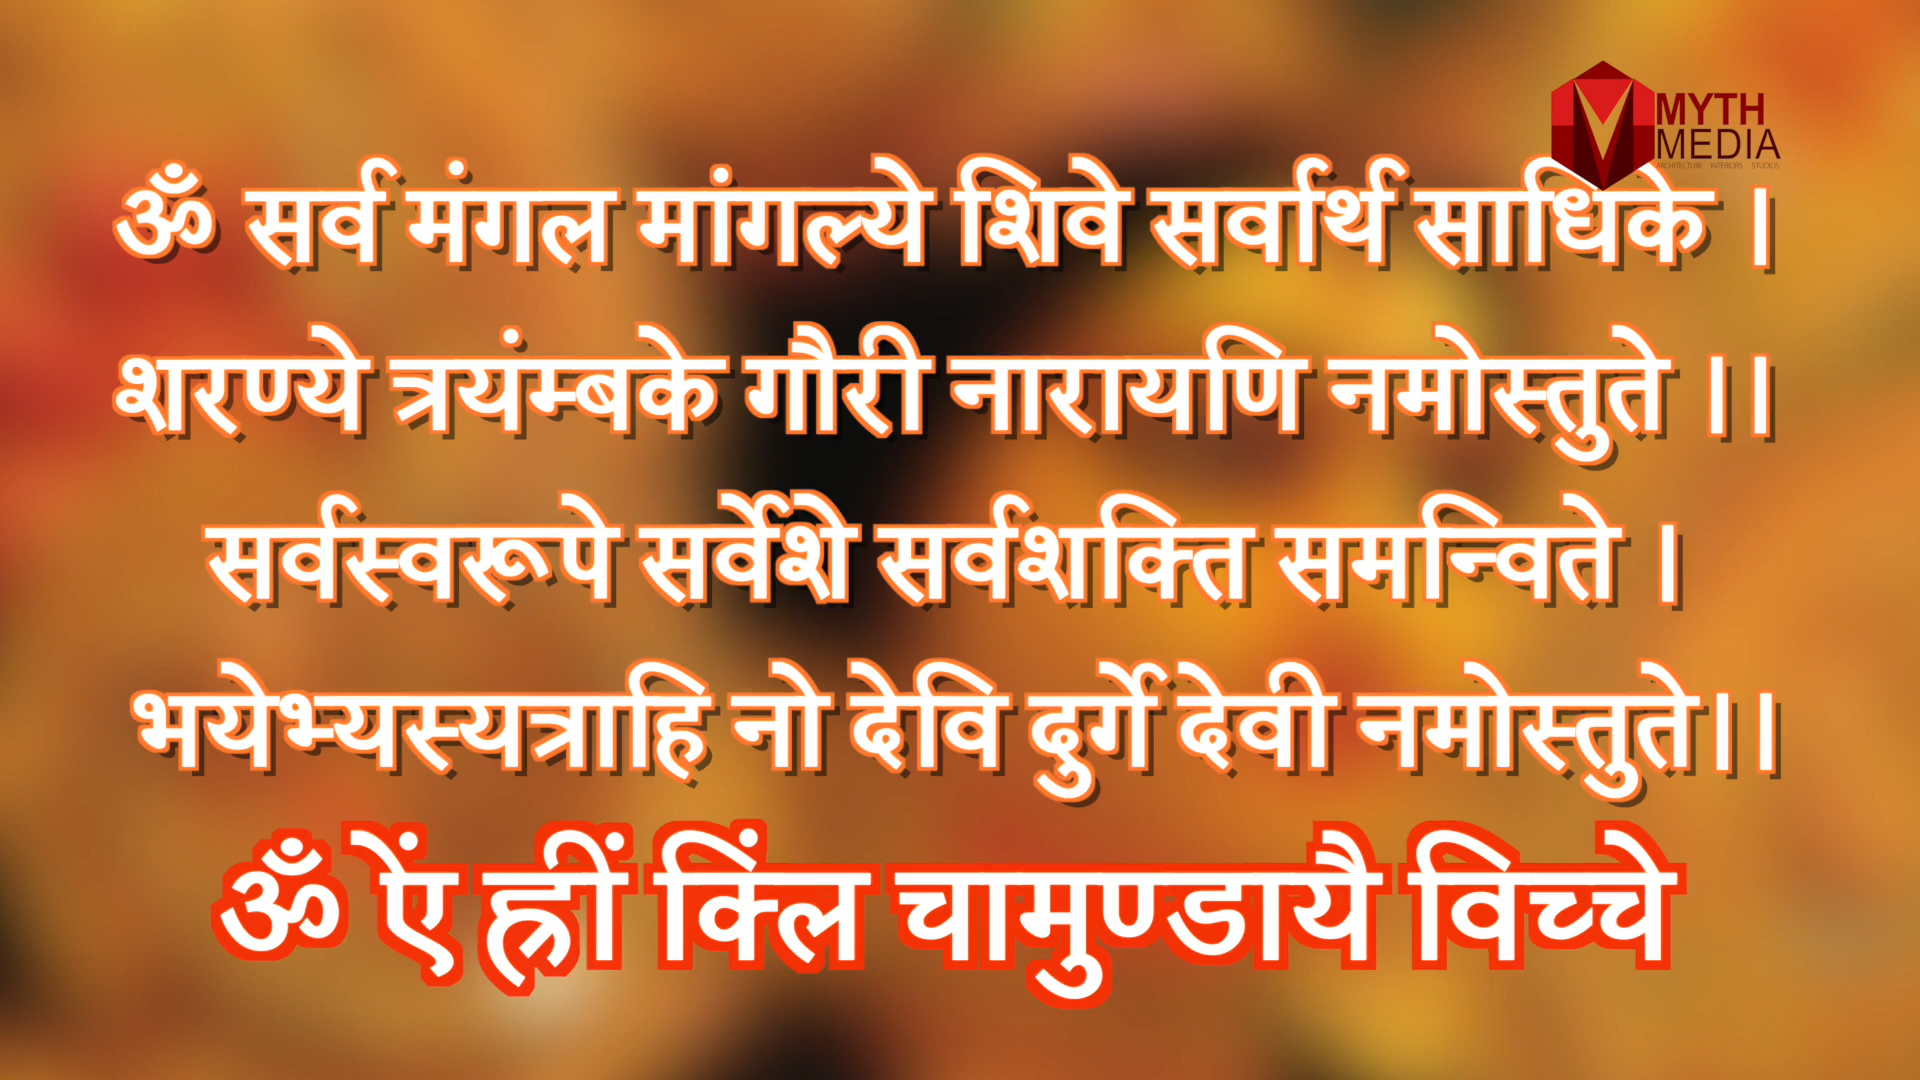 MYTH
MEDIA
ARCHITECTURE INTERIORS STUDIOS
ॐ सर्व मंगल मांगल्ये शिवे सर्वार्थ साधिके ।
शरण्ये त्रयंम्बके गौरी नारायणि नमोस्तुते ।।
सर्वस्वरूपे सर्वेशे सर्वशक्ति समन्विते ।
भयेभ्यस्यत्राहि नो देवि दुर्गे देवी नमोस्तुते।।
ॐ ऐं ह्रीं क्लिं चामुण्डायै विच्चे